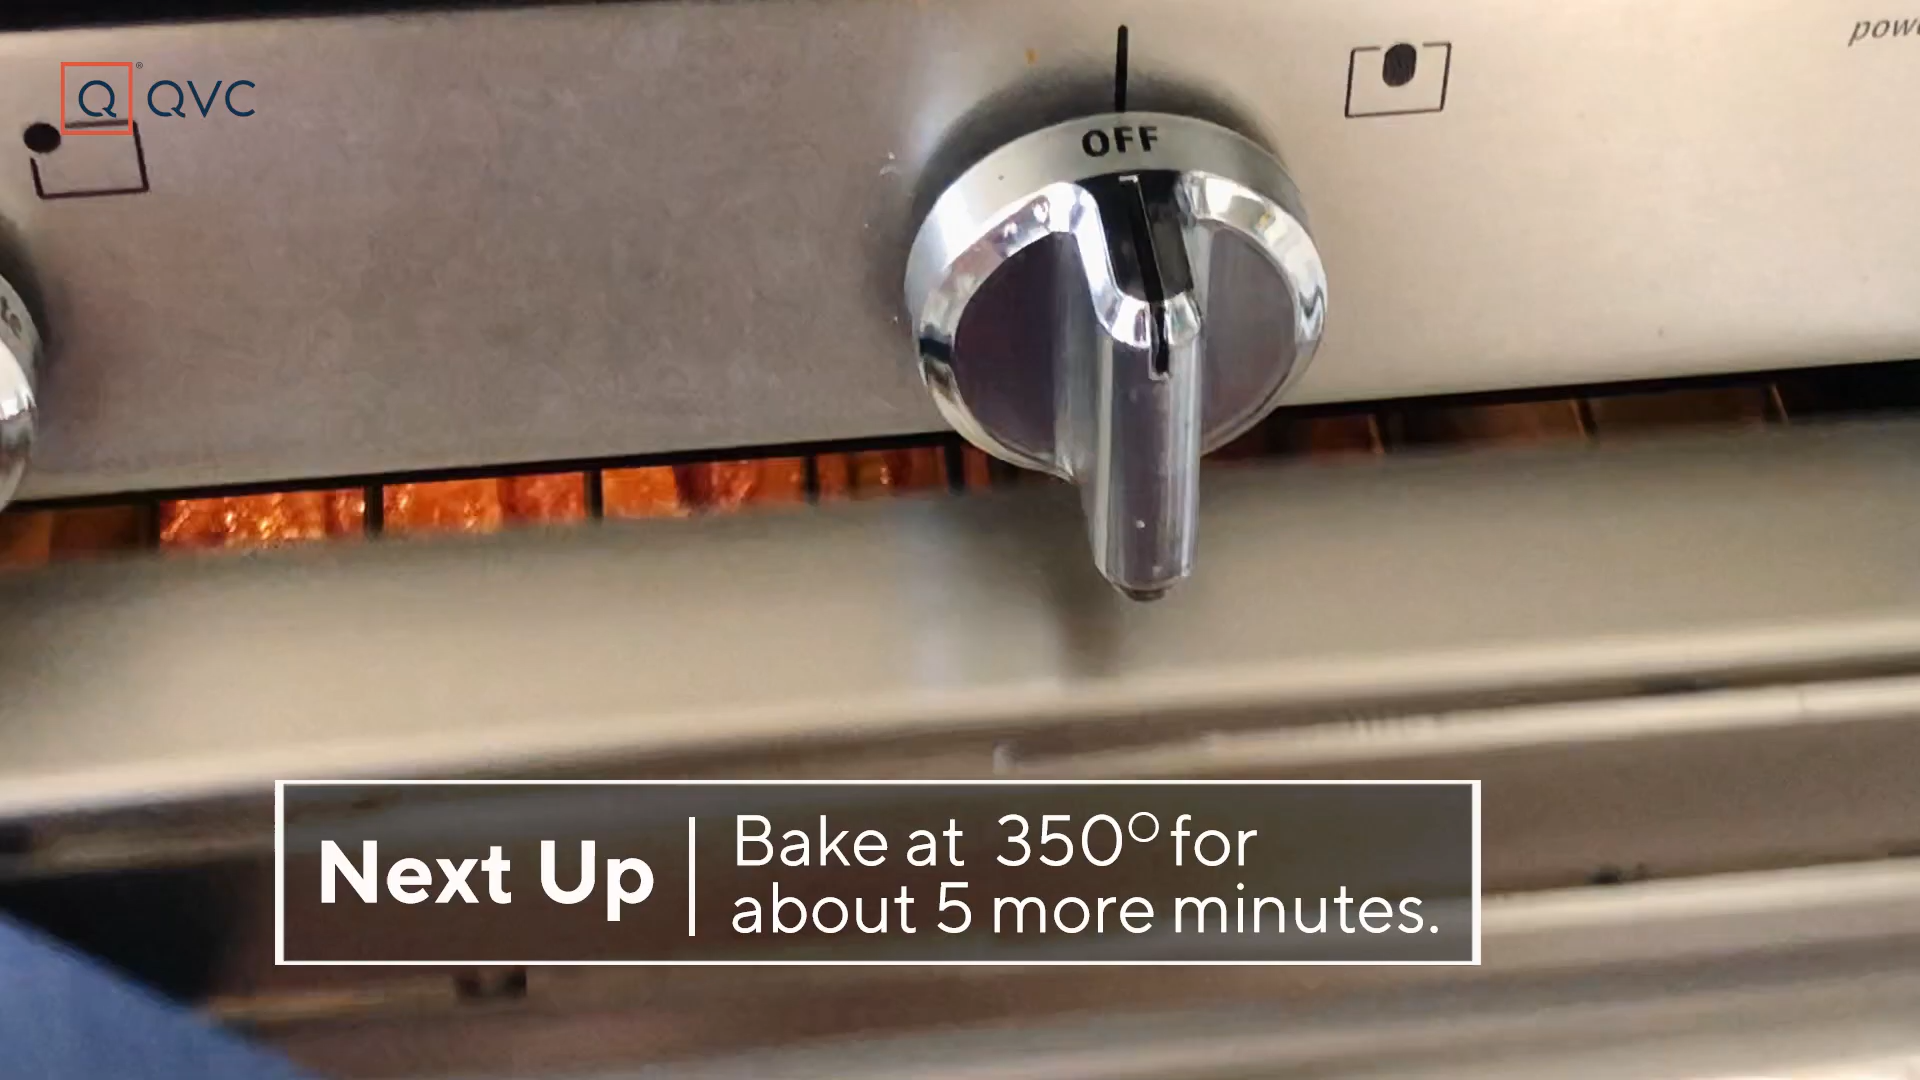 Q® QVC
OFF
Next Up
Bake at 350° for
about 5 more minutes.